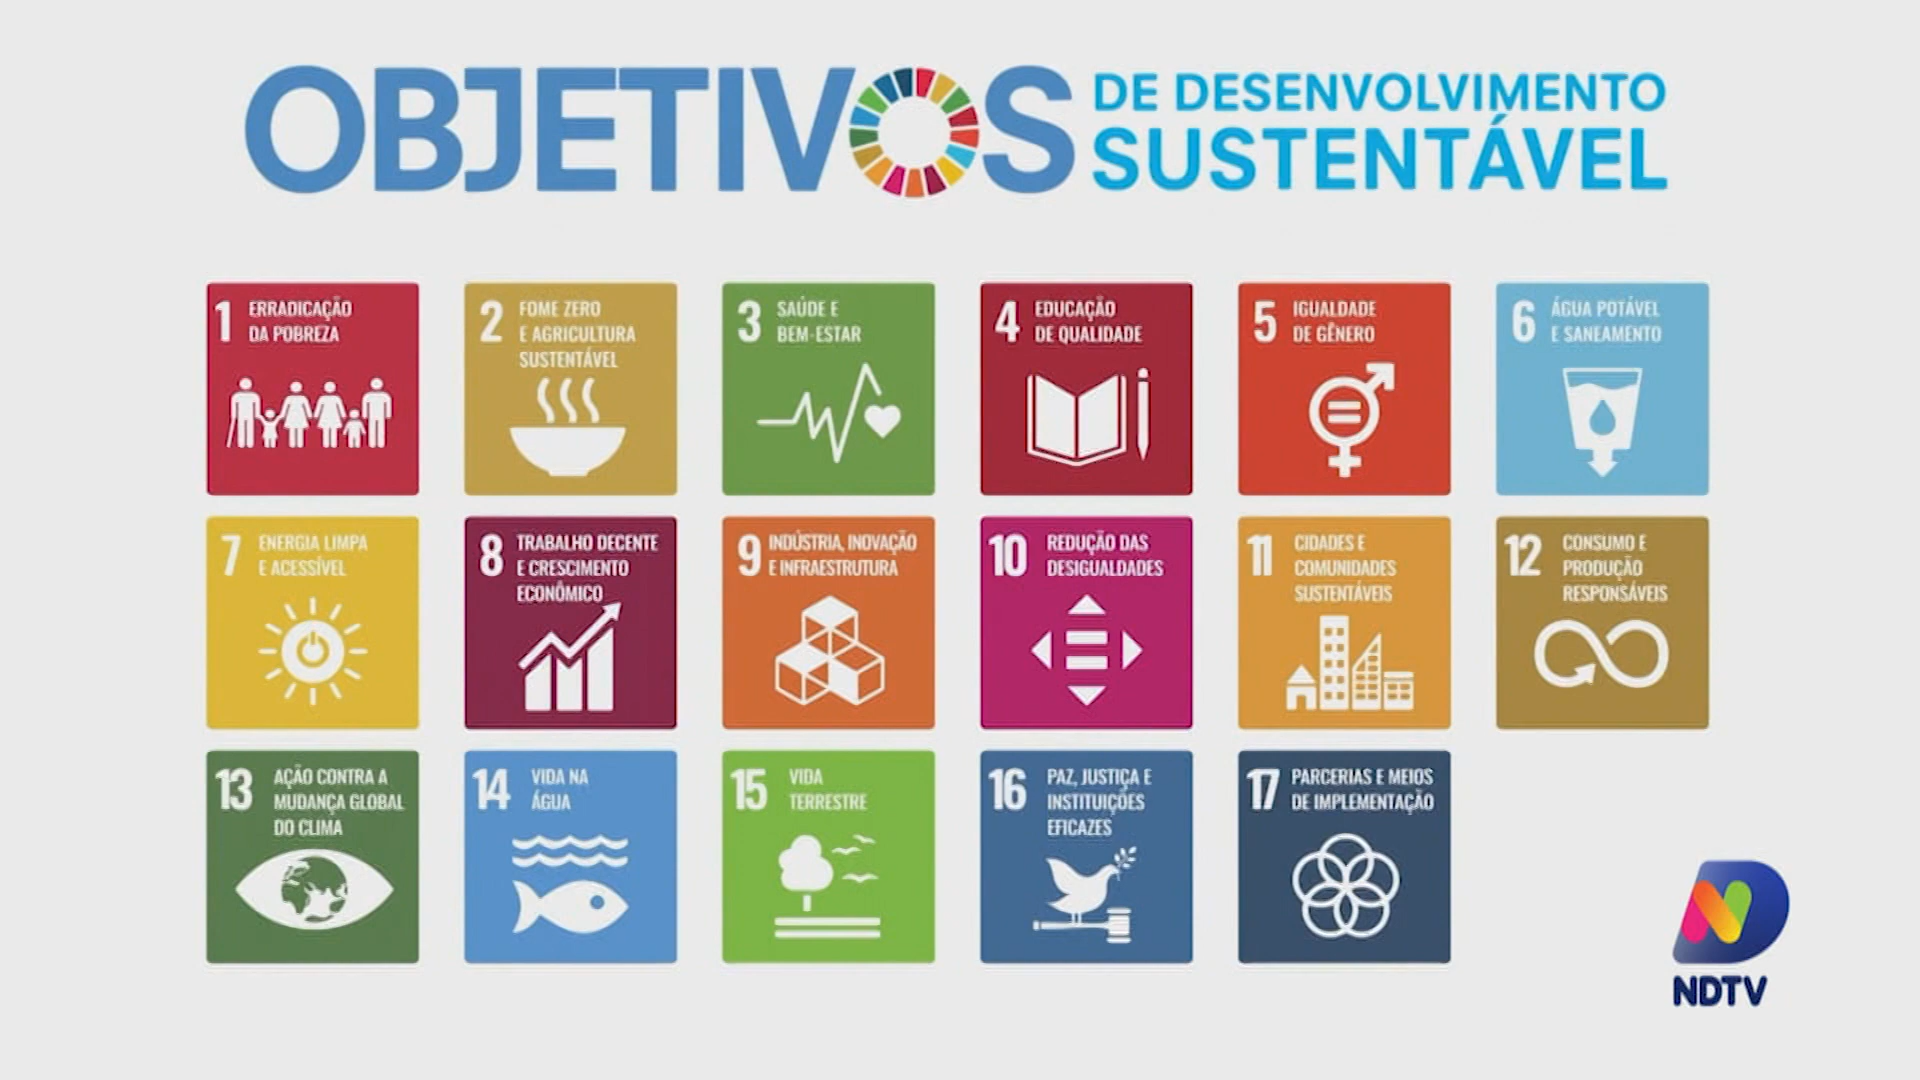 OBJETIVOS DE DESENVOLVIMENTO
SUSTENTÁVEL
1 ERRADICAÇÃO
DA POBREZA
2 FOME ZERO
E AGRICULTURA
SUSTENTÁVEL
3 SAÚDE E
BEM-ESTAR
4 EDUCAÇÃO
DE QUALIDADE
5 IGUALDADE
DE GÊNERO
6 ÁGUA POTÁVEL
E SANEAMENTO
7 ENERGIA LIMPA
E ACESSÍVEL
8 TRABALHO DECENTE
E CRESCIMENTO
ECONÔMICO
9 INDÚSTRIA, INOVAÇÃO
E INFRAESTRUTURA
10 REDUÇÃO DAS
DESIGUALDADES
11 CIDADES E
COMUNIDADES
SUSTENTÁVEIS
12 CONSUMO E
PRODUÇÃO
RESPONSÁVEIS
13 AÇÃO CONTRA A
MUDANÇA GLOBAL
DO CLIMA
14 VIDA NA
ÁGUA
15 VIDA
TERRESTRE
16 PAZ, JUSTIÇA E
INSTITUIÇÕES
EFICAZES
17 PARCERIAS E MEIOS
DE IMPLEMENTAÇÃO
NDTV